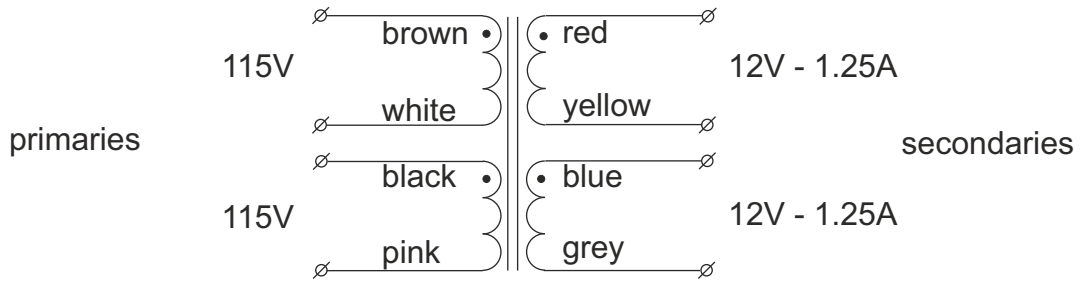 brown
red
115V
12V - 1.25A
white
yellow
primaries
secondaries
black
blue
115V
12V - 1.25A
pink
grey